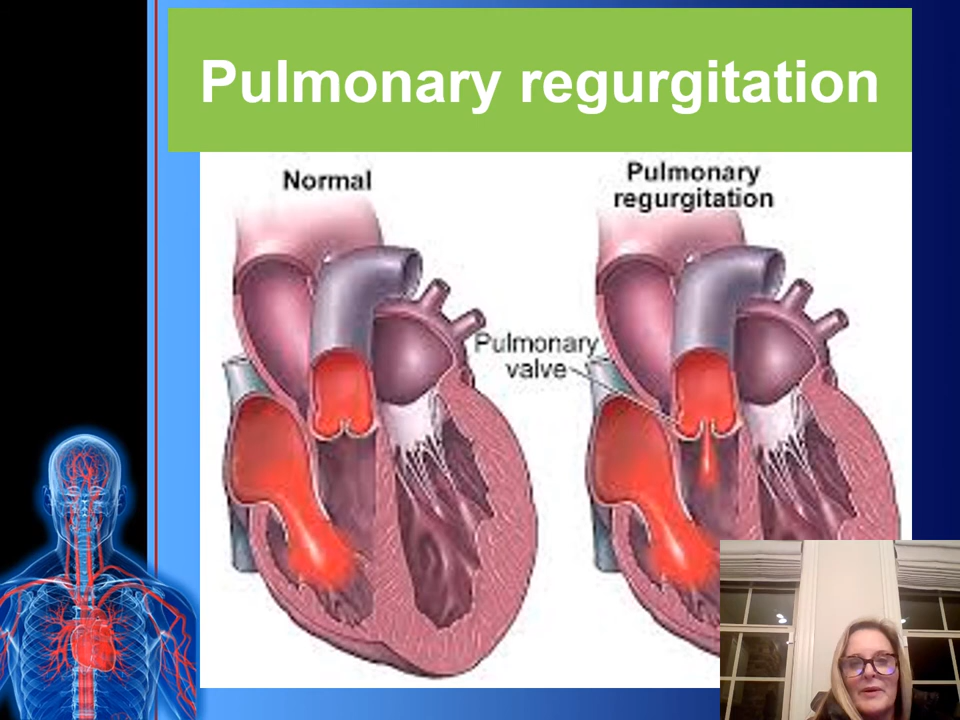 Pulmonary regurgitation
Normal
Pulmonary
regurgitation
Pulmonary
valve